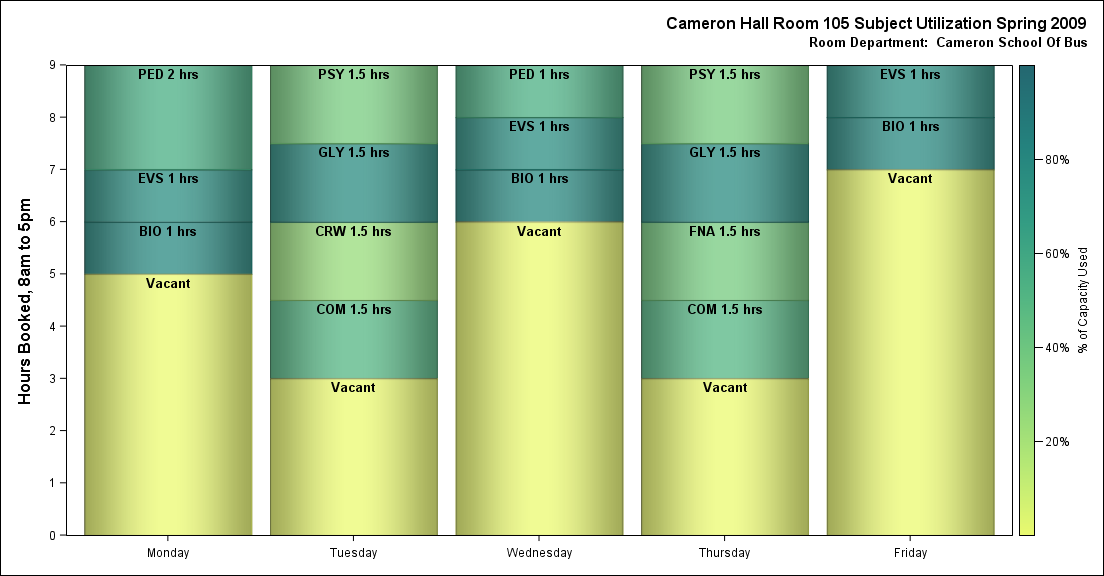 Cameron Hall Room 105 Subject Utilization Spring 2009
Room Department:  Cameron School Of Bus
Hours Booked, 8am to 5pm
9
8
7
6
5
4
3
2
1
0
PED 2 hrs
EVS 1 hrs
BIO 1 hrs
Vacant
PSY 1.5 hrs
GLY 1.5 hrs
CRW 1.5 hrs
COM 1.5 hrs
Vacant
PED 1 hrs
EVS 1 hrs
BIO 1 hrs
Vacant
PSY 1.5 hrs
GLY 1.5 hrs
FNA 1.5 hrs
COM 1.5 hrs
Vacant
EVS 1 hrs
BIO 1 hrs
Vacant
Monday
Tuesday
Wednesday
Thursday
Friday
80%
60%
40%
20%
% of Capacity Used